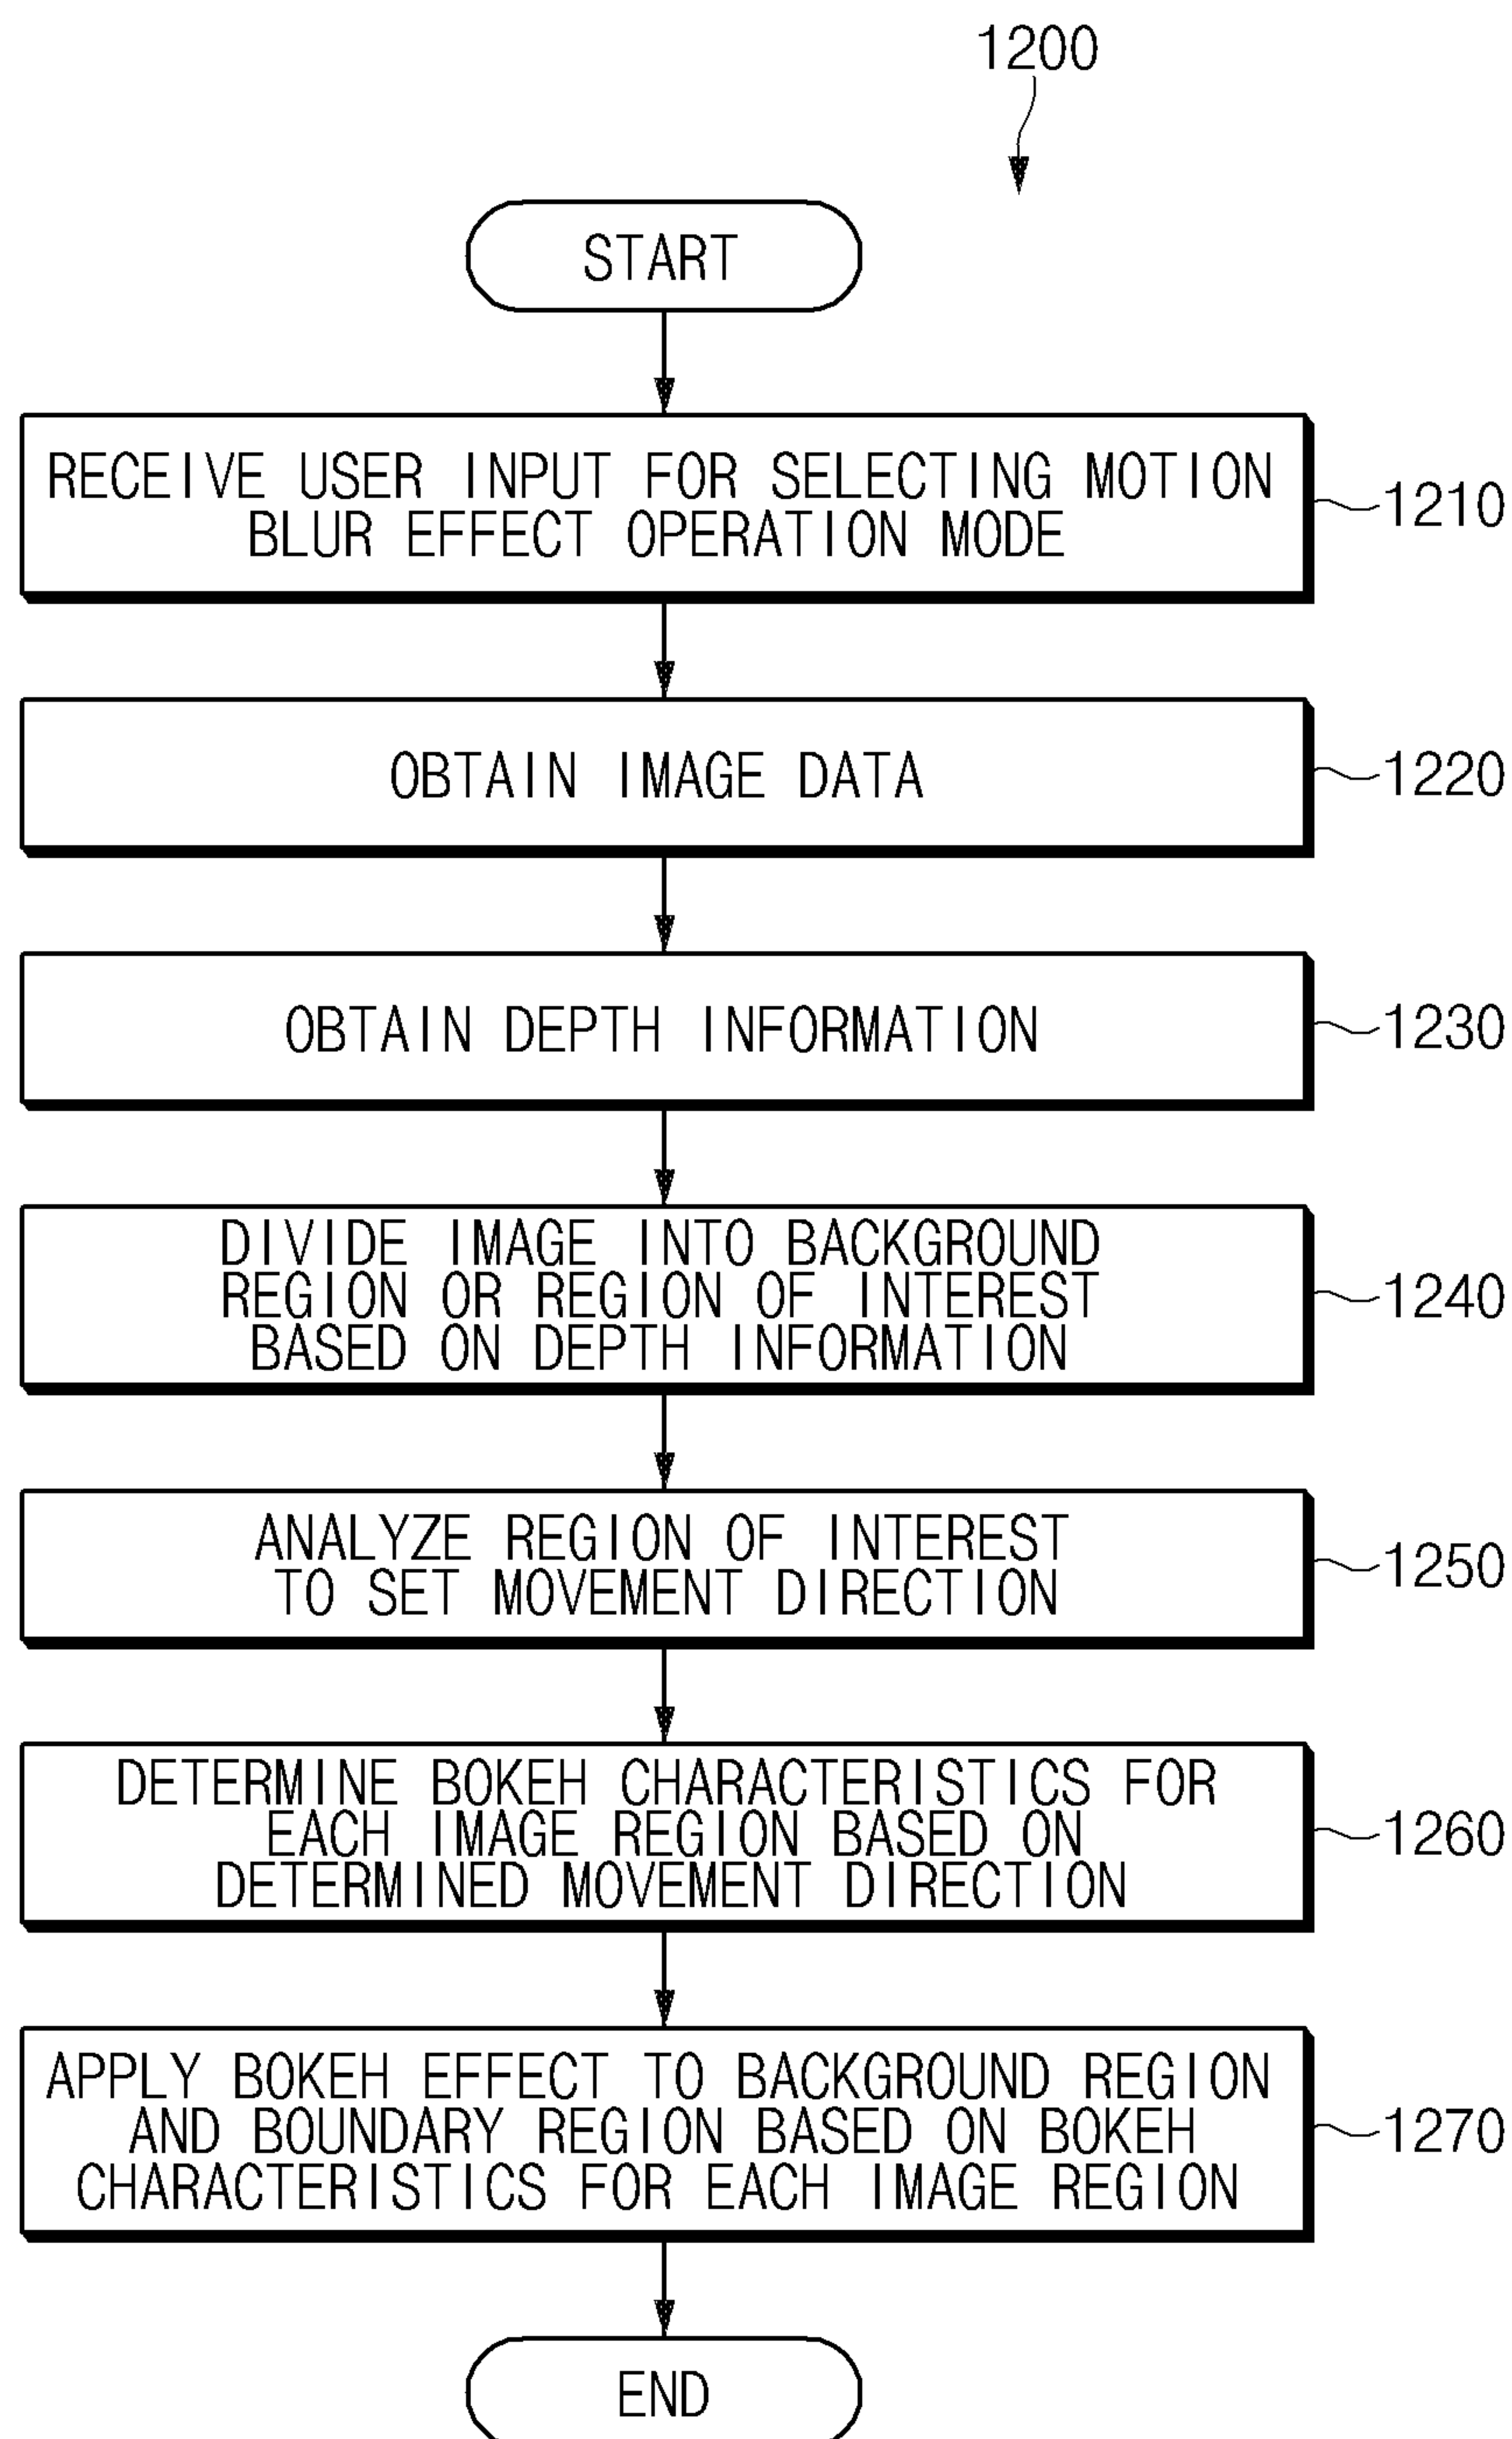 1200
START
RECEIVE USER INPUT FOR SELECTING MOTION
BLUR EFFECT OPERATION MODE
1210
OBTAIN IMAGE DATA
1220
OBTAIN DEPTH INFORMATION
1230
DIVIDE IMAGE INTO BACKGROUND
REGION OR REGION OF INTEREST
BASED ON DEPTH INFORMATION
1240
ANALYZE REGION OF INTEREST
TO SET MOVEMENT DIRECTION
1250
DETERMINE BOKEH CHARACTERISTICS FOR
EACH IMAGE REGION BASED ON
DETERMINED MOVEMENT DIRECTION
1260
APPLY BOKEH EFFECT TO BACKGROUND REGION
AND BOUNDARY REGION BASED ON BOKEH
CHARACTERISTICS FOR EACH IMAGE REGION
1270
END